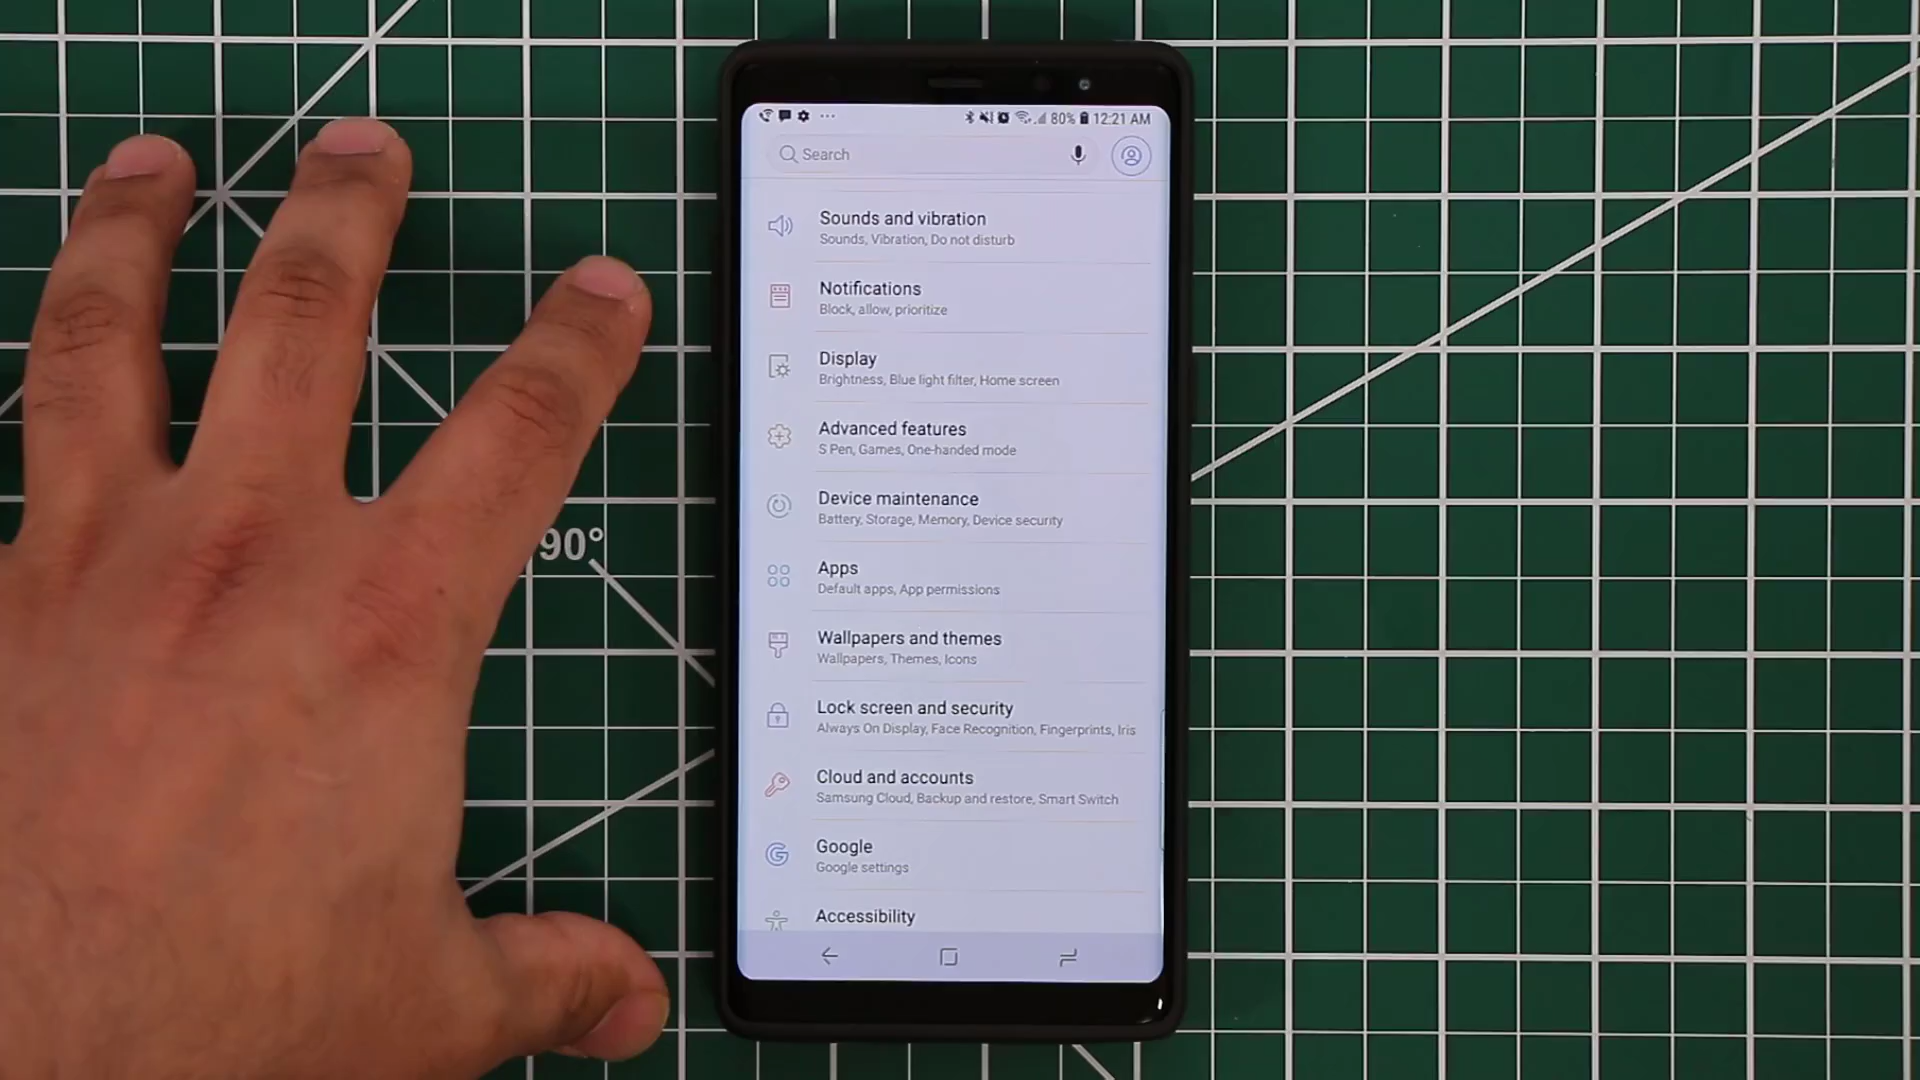 80% 12:21 AM
Search
Sounds and vibration
Sounds, Vibration, Do not disturb
Notifications
Block, allow, prioritize
Display
Brightness, Blue light filter, Home screen
Advanced features
S Pen, Games, One-handed mode
Device maintenance
Battery, Storage, Memory, Device security
Apps
Default apps, App permissions
Wallpapers and themes
Wallpapers, Themes, Icons
Lock screen and security
Always On Display, Face Recognition, Fingerprints, Iris
Cloud and accounts
Samsung Cloud, Backup and restore, Smart Switch
Google
Google settings
Accessibility
90°